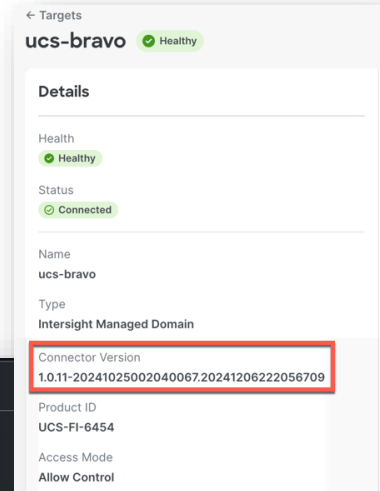 ← Targets
ucs-bravo Healthy
Details
Health
Healthy
Status
Connected
Name
ucs-bravo
Type
Intersight Managed Domain
Connector Version
1.0.11-20241025002040067.20241206222056709
Product ID
UCS-FI-6454
Access Mode
Allow Control